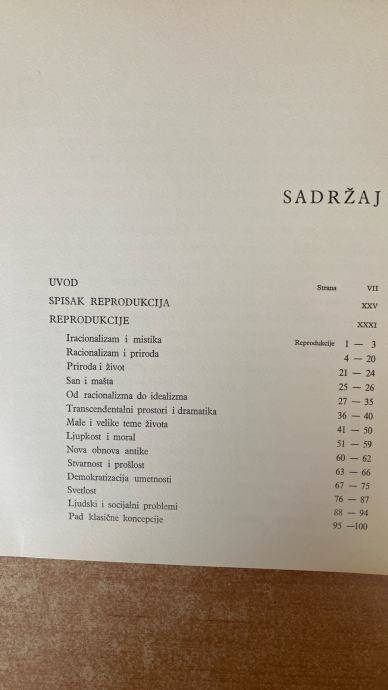 SADRŽAJ
UVOD Strana VII
SPISAK REPRODUKCIJA XXV
REPRODUKCIJE XXXI
Iracionalizam i mistika Reprodukcije 1 — 3
Racionalizam i priroda 4 — 20
Priroda i život 21 — 24
San i mašta 25 — 26
Od racionalizma do idealizma 27 — 35
Transcendentalni prostori i dramatika 36 — 40
Male i velike teme života 41 — 50
Ljupkost i moral 51 — 59
Nova obnova antike 60 — 62
Stvarnost i prošlost 63 — 66
Demokratizacija umetnosti 67 — 75
Svetlost 76 — 87
Ljudski i socijalni problemi 88 — 94
Pad klasične koncepcije 95 —100